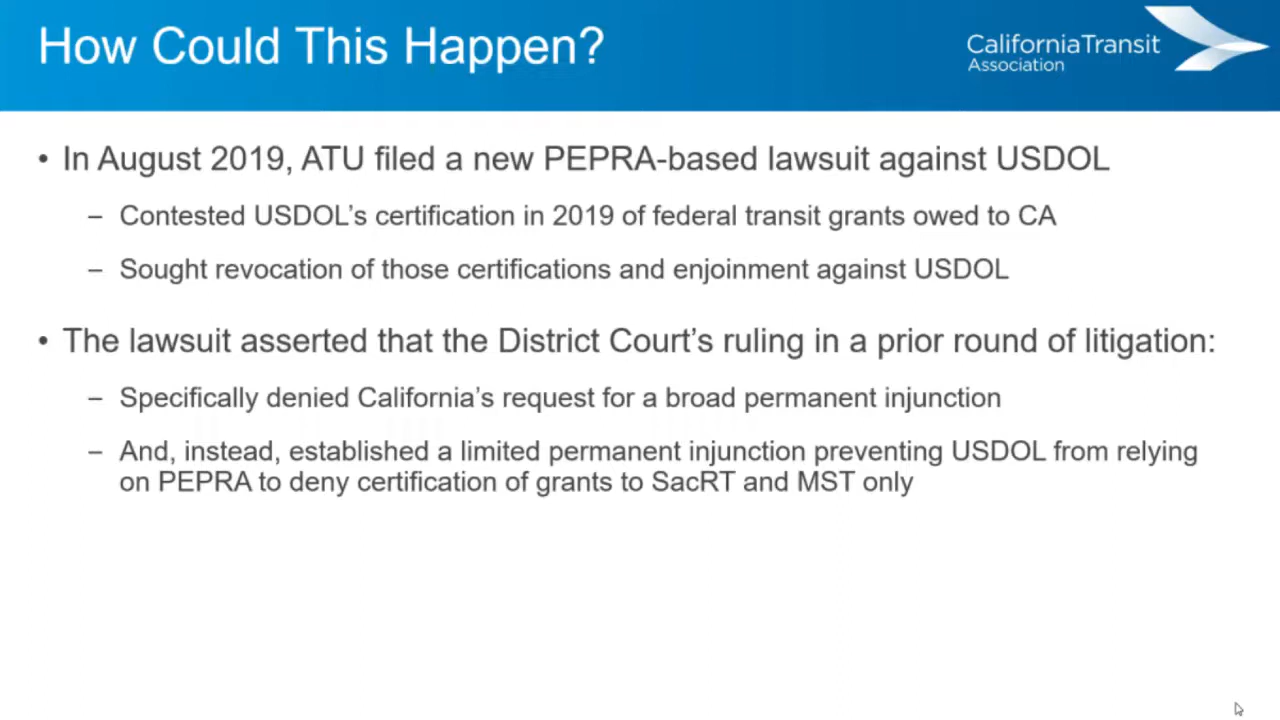 How Could This Happen?
CaliforniaTransit
Association
• In August 2019, ATU filed a new PEPRA-based lawsuit against USDOL
– Contested USDOL’s certification in 2019 of federal transit grants owed to CA
– Sought revocation of those certifications and enjoinment against USDOL
• The lawsuit asserted that the District Court’s ruling in a prior round of litigation:
– Specifically denied California’s request for a broad permanent injunction
– And, instead, established a limited permanent injunction preventing USDOL from relying
on PEPRA to deny certification of grants to SacRT and MST only